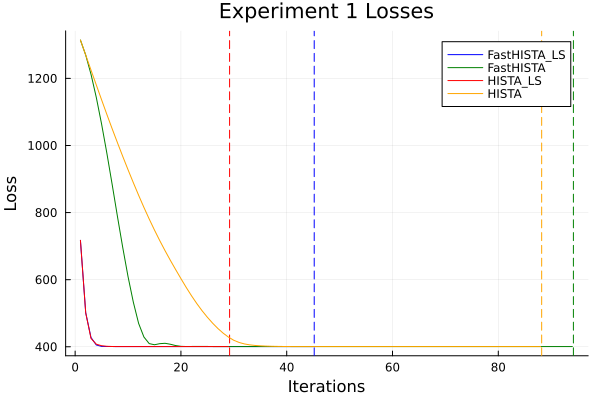 Experiment 1 Losses
FastHISTA_LS
FastHISTA
HISTA_LS
HISTA
Loss
1200
1000
800
600
400
0
20
40
60
80
Iterations